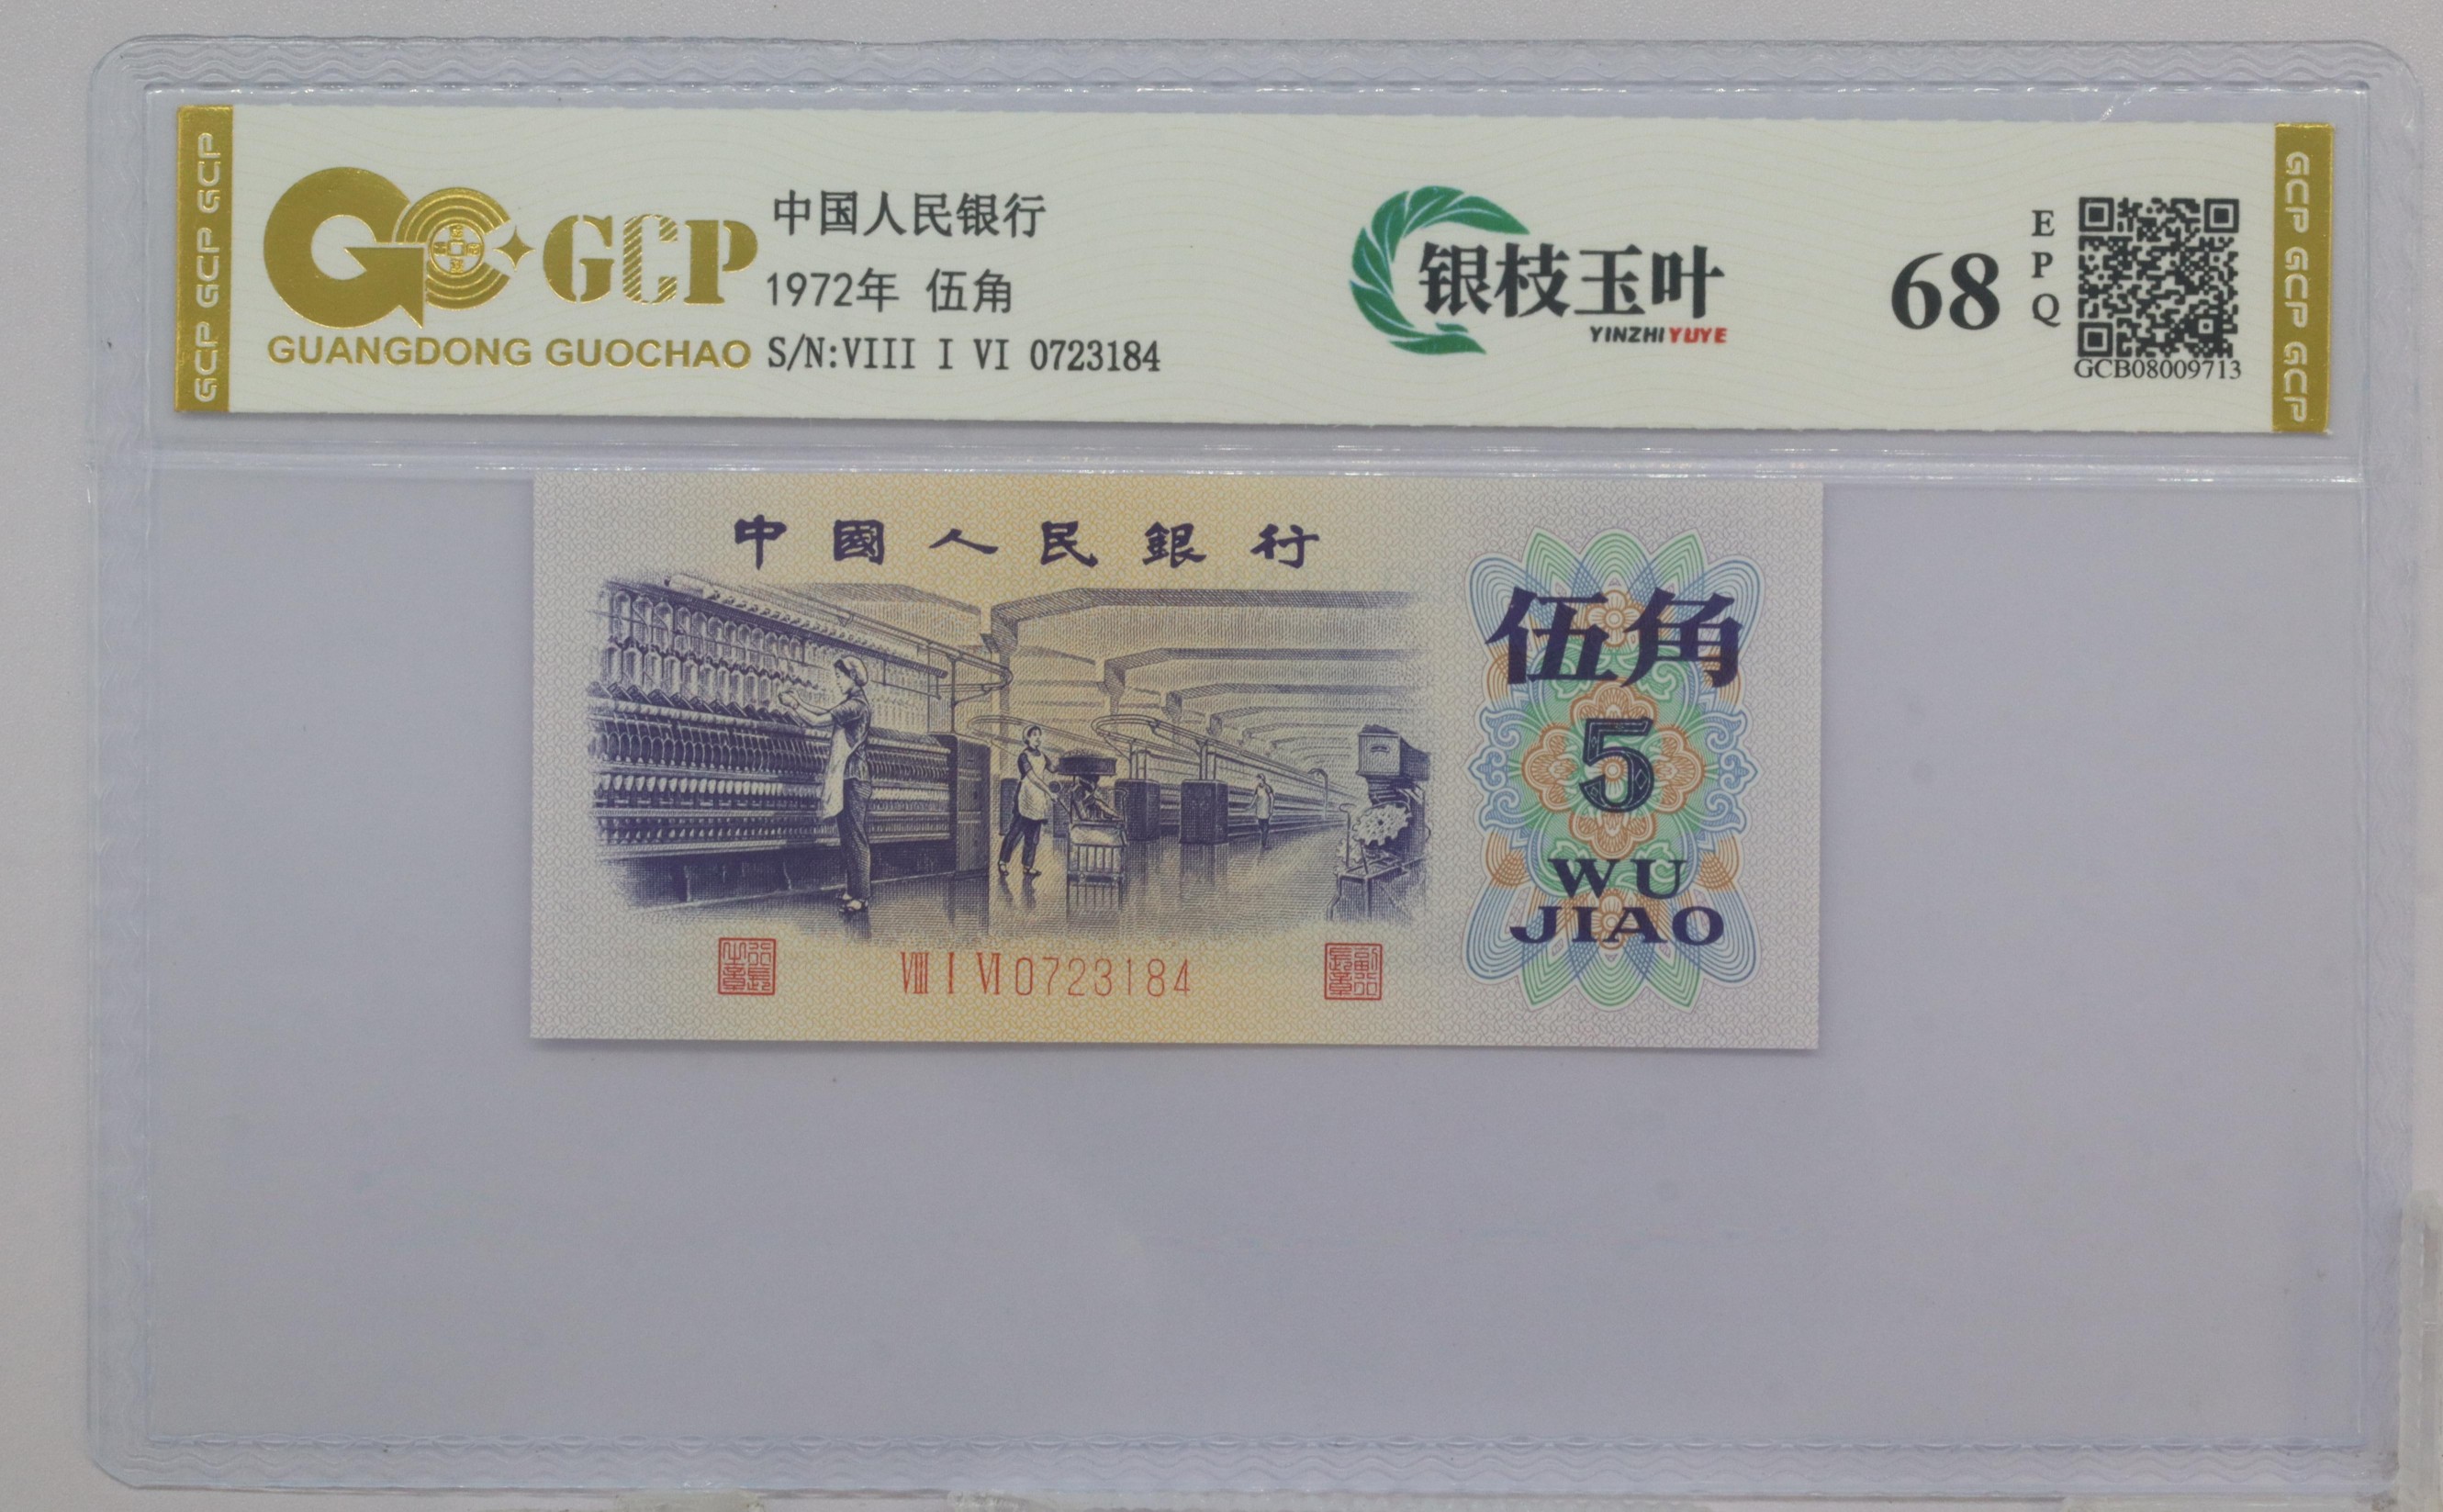 GCP GCP GCP
GCP
GUANGDONG GUOCHAO
中国人民银行
1972年 伍角
S/N:VIII I VI 0723184
银枝玉叶
YINZHIYUYE
68
EPQ
GCB08009713
GCP GCP GCP
中國人民銀行
伍角
5
WU
JIAO
VIII I VI 0723184